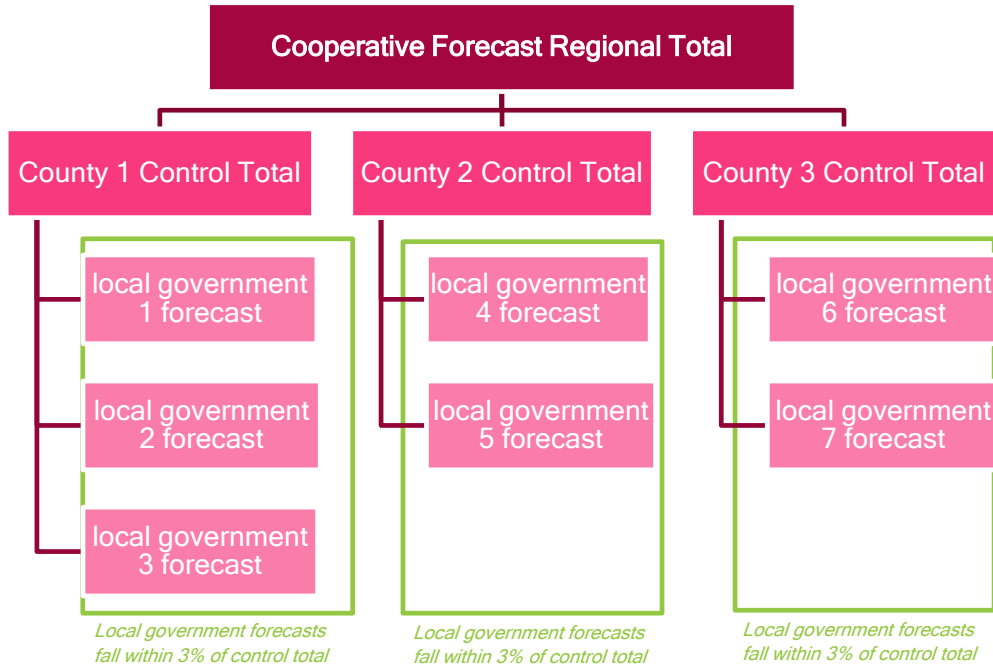 Cooperative Forecast Regional Total
County 1 Control Total
County 2 Control Total
County 3 Control Total
local government
1 forecast
local government
2 forecast
local government
3 forecast
Local government forecasts
fall within 3% of control total
local government
4 forecast
local government
5 forecast
Local government forecasts
fall within 3% of control total
local government
6 forecast
local government
7 forecast
Local government forecasts
fall within 3% of control total